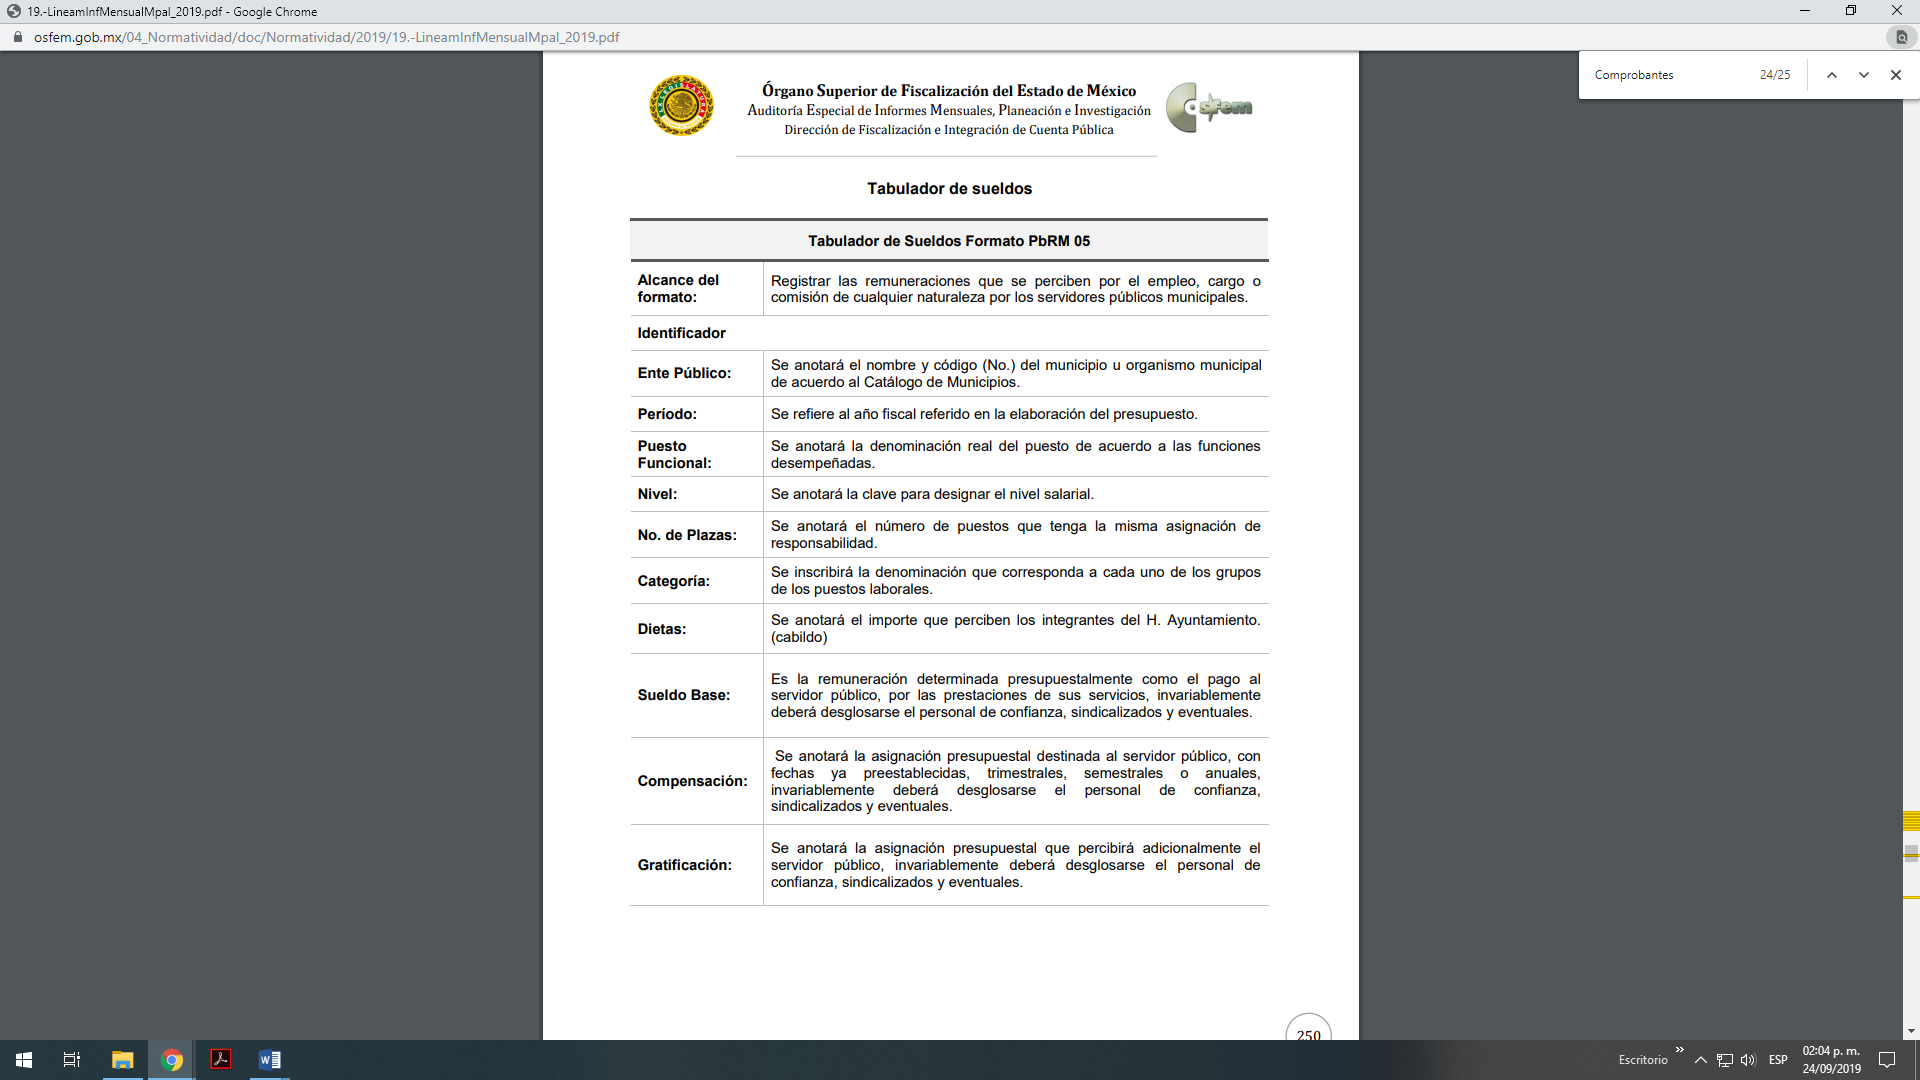 19.-LineamInfMensualMpal_2019.pdf - Google Chrome
osfem.gob.mx/04_Normatividad/doc/Normatividad/2019/19.-LineamInfMensualMpal_2019.pdf
Comprobantes 24/25
Órgano Superior de Fiscalización del Estado de México
Auditoría Especial de Informes Mensuales, Planeación e Investigación
Dirección de Fiscalización e Integración de Cuenta Pública
sfem
Tabulador de sueldos
Tabulador de Sueldos Formato PbRM 05
Alcance del
formato:
Registrar las remuneraciones que se perciben por el empleo, cargo o
comisión de cualquier naturaleza por los servidores públicos municipales.
Identificador
Ente Público:
Se anotará el nombre y código (No.) del municipio u organismo municipal
de acuerdo al Catálogo de Municipios.
Período:
Se refiere al año fiscal referido en la elaboración del presupuesto.
Puesto
Funcional:
Se anotará la denominación real del puesto de acuerdo a las funciones
desempeñadas.
Nivel:
Se anotará la clave para designar el nivel salarial.
No. de Plazas:
Se anotará el número de puestos que tenga la misma asignación de
responsabilidad.
Categoría:
Se inscribirá la denominación que corresponda a cada uno de los grupos
de los puestos laborales.
Dietas:
Se anotará el importe que perciben los integrantes del H. Ayuntamiento.
(cabildo)
Sueldo Base:
Es la remuneración determinada presupuestalmente como el pago al
servidor público, por las prestaciones de sus servicios, invariablemente
deberá desglosarse el personal de confianza, sindicalizados y eventuales.
Compensación:
Se anotará la asignación presupuestal destinada al servidor público, con
fechas ya preestablecidas, trimestrales, semestrales o anuales,
invariablemente deberá desglosarse el personal de confianza,
sindicalizados y eventuales.
Gratificación:
Se anotará la asignación presupuestal que percibirá adicionalmente el
servidor público, invariablemente deberá desglosarse el personal de
confianza, sindicalizados y eventuales.
250
Escritorio
ESP
02:04 p. m.
24/09/2019